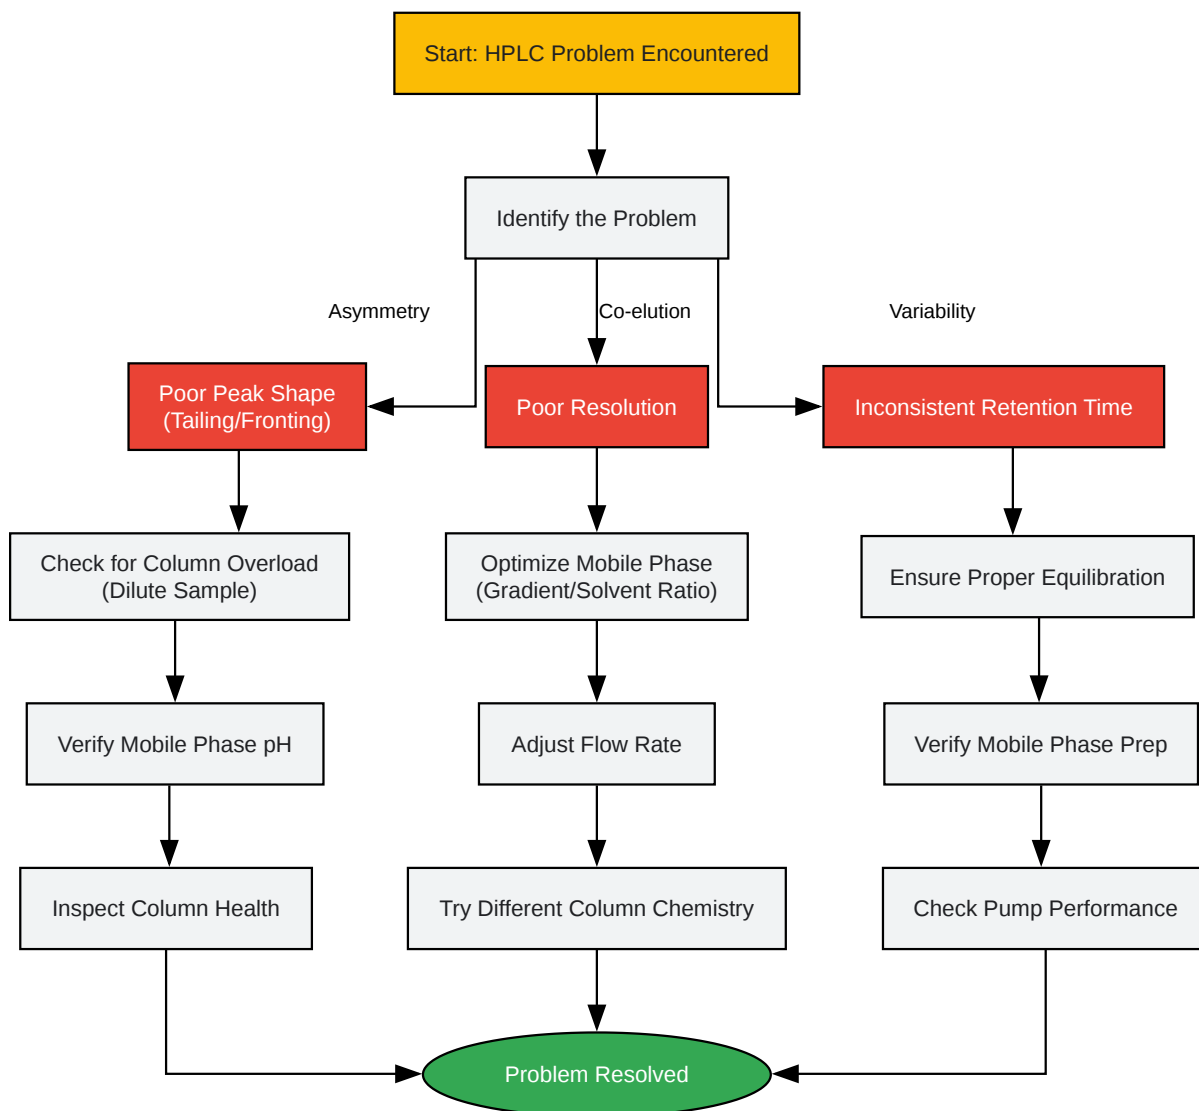 Start: HPLC Problem Encountered
Identify the Problem
Asymmetry
Co-elution
Variability
Poor Peak Shape
(Tailing/Fronting)
Poor Resolution
Inconsistent Retention Time
Check for Column Overload
(Dilute Sample)
Optimize Mobile Phase
(Gradient/Solvent Ratio)
Ensure Proper Equilibration
Verify Mobile Phase pH
Adjust Flow Rate
Verify Mobile Phase Prep
Inspect Column Health
Try Different Column Chemistry
Check Pump Performance
Problem Resolved